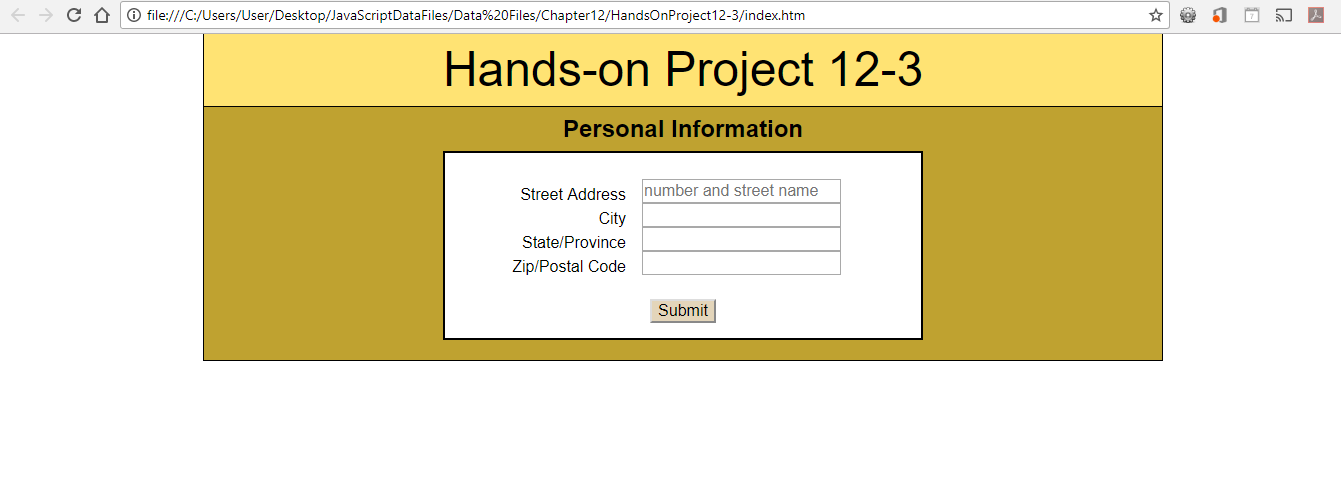 file:///C:/Users/User/Desktop/JavaScriptDataFiles/Data%20Files/Chapter12/HandsOnProject12-3/index.htm
Hands-on Project 12-3
Personal Information
Street Address number and street name
City
State/Province
Zip/Postal Code
Submit